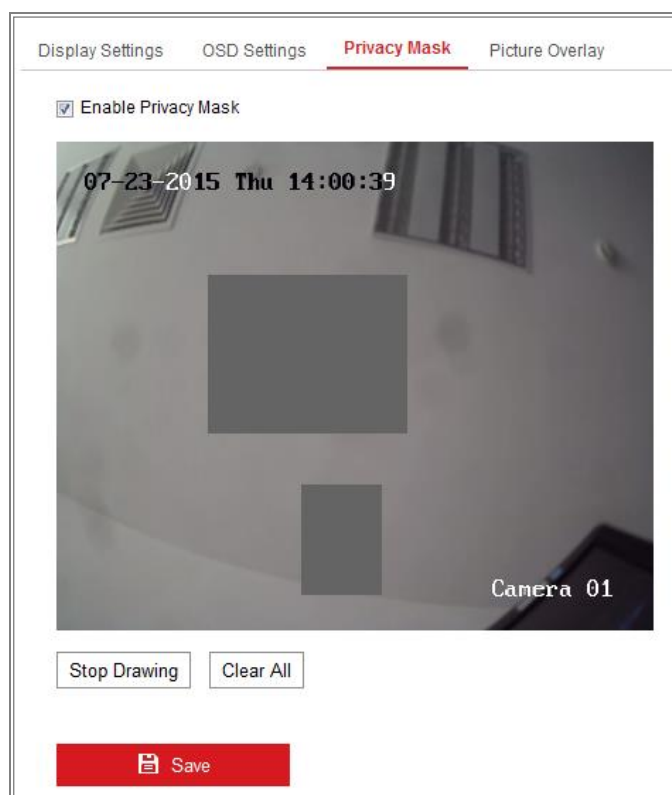 Display Settings OSD Settings Privacy Mask Picture Overlay
Enable Privacy Mask
07-23-2015 Thu 14:00:39
Camera 01
Stop Drawing Clear All
Save